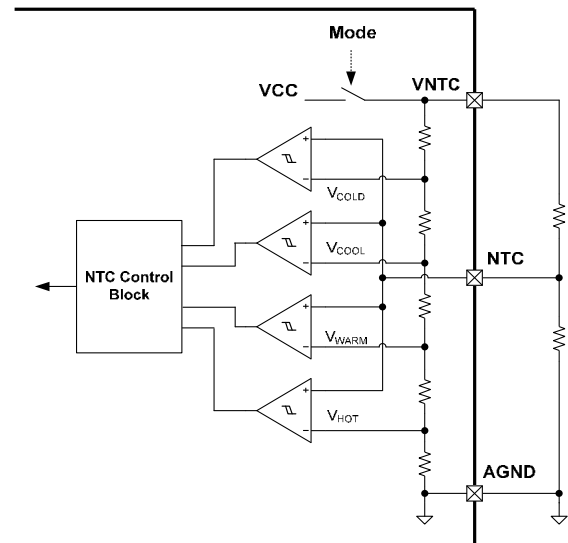 Mode
VCC
VNTC
+
−
VCOLD
+
−
VCOOL
NTC
NTC Control
Block
+
−
VWARM
+
−
VHOT
AGND